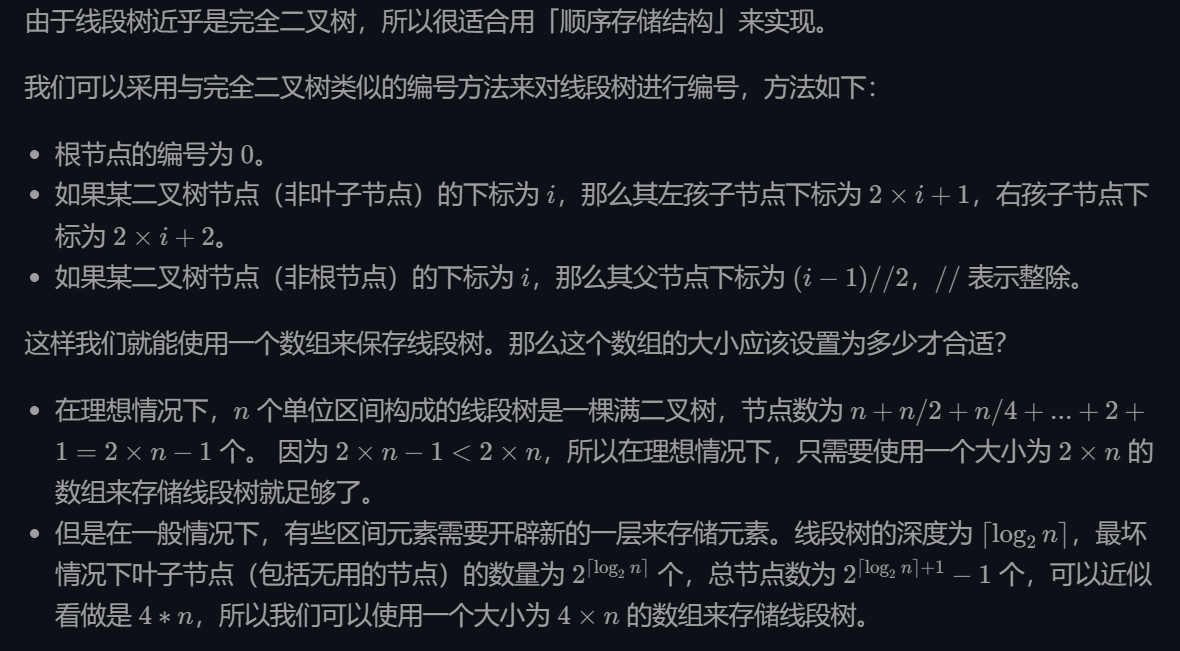 由于线段树近乎是完全二叉树，所以很适合用「顺序存储结构」来实现。
我们可以采用与完全二叉树类似的编号方法来对线段树进行编号，方法如下：
• 根节点的编号为 0。
• 如果某二叉树节点（非叶子节点）的下标为 i，那么其左孩子节点下标为 2 × i + 1，右孩子节点下
标为 2 × i + 2。
• 如果某二叉树节点（非根节点）的下标为 i，那么其父节点下标为 (i − 1)//2，// 表示整除。
这样我们就能使用一个数组来保存线段树。那么这个数组的大小应该设置为多少才合适？
• 在理想情况下，n 个单位区间构成的线段树是一棵满二叉树，节点数为 n + n/2 + n/4 + ... + 2 +
1 = 2 × n − 1 个。 因为 2 × n − 1 < 2 × n，所以在理想情况下，只需要使用一个大小为 2 × n 的
数组来存储线段树就足够了。
• 但是在一般情况下，有些区间元素需要开辟新的一层来存储元素。线段树的深度为 ⌈log₂ n⌉，最坏
情况下叶子节点（包括无用的节点）的数量为 2^⌈log₂ n⌉ 个，总节点数为 2^⌈log₂ n⌉+1 − 1 个，可以近似
看做是 4 ∗ n，所以我们可以使用一个大小为 4 × n 的数组来存储线段树。